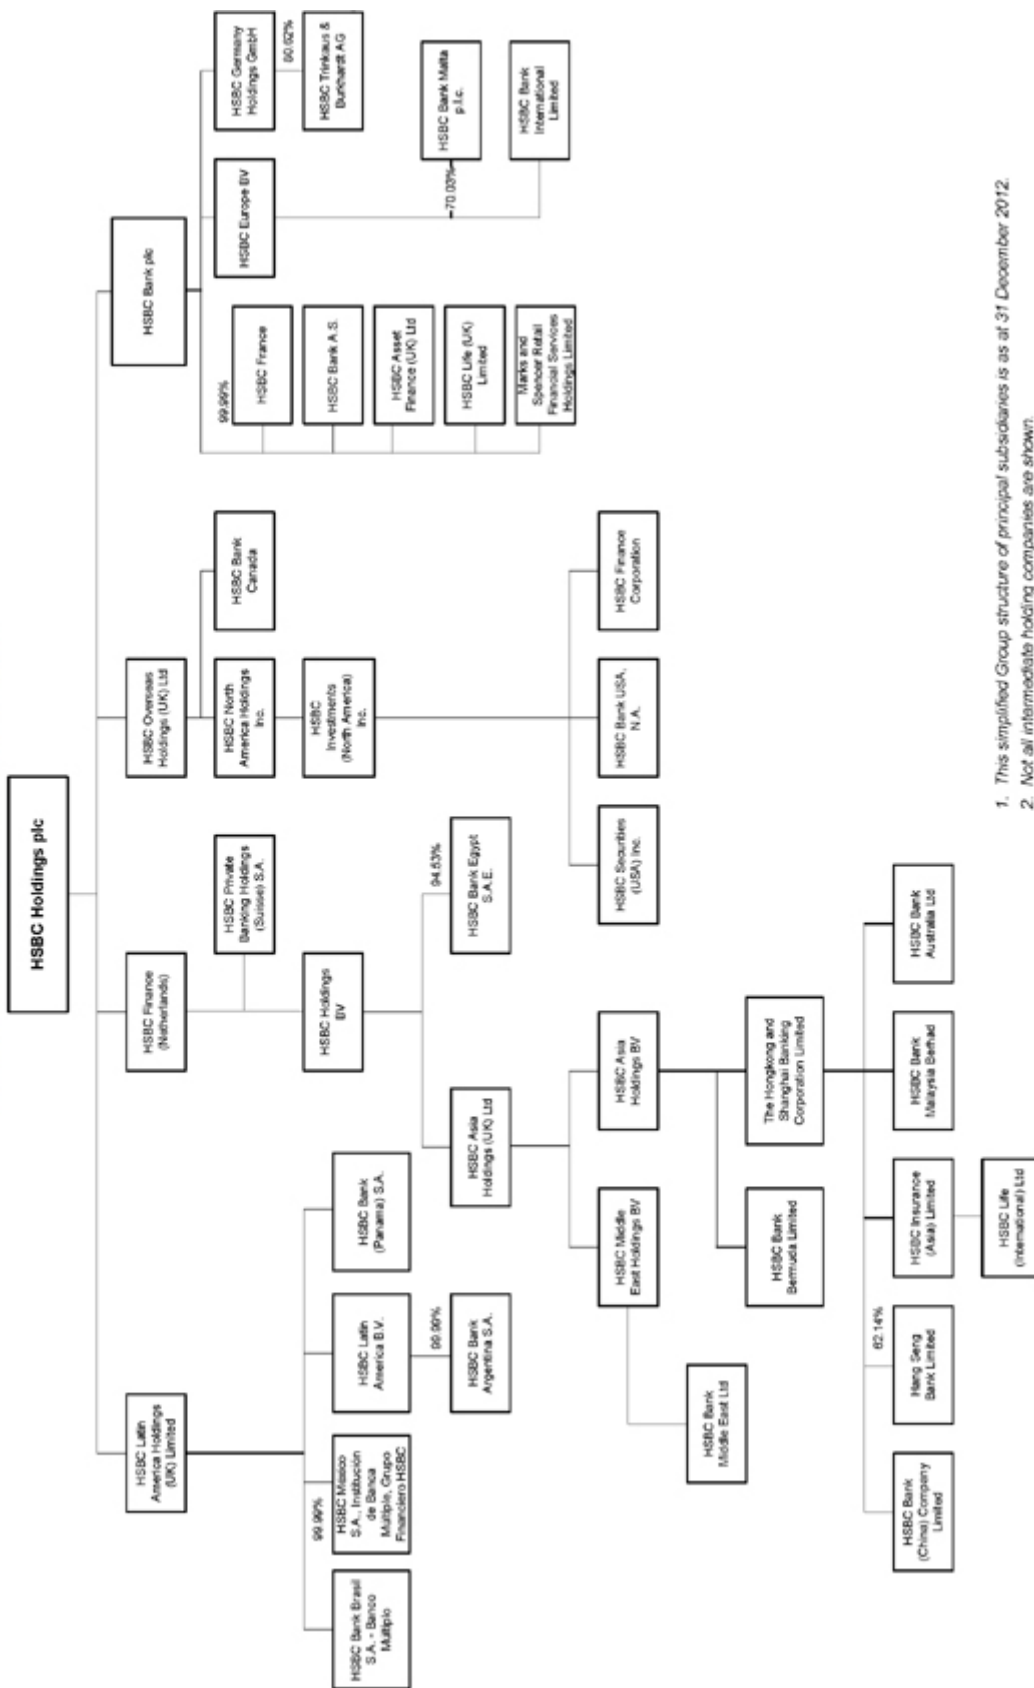 HSBC Holdings plc
HSBC Latin
America Holdings
(UK) Limited
HSBC Finance
(Netherlands)
HSBC Overseas
Holdings (UK) Ltd
HSBC Bank plc
HSBC Bank Brasil
S.A. - Banco
Multiplo
99.99%
HSBC Mexico
S.A., Institución
de Banca
Multiple, Grupo
Financiero HSBC
HSBC Latin
America B.V.
99.99%
HSBC Bank
Argentina S.A.
HSBC Bank
(Panama) S.A.
HSBC Private
Banking Holdings
(Suisse) S.A.
HSBC Holdings
BV
HSBC Asia
Holdings (UK) Ltd
94.53%
HSBC Bank Egypt
S.A.E.
HSBC Middle
East Holdings BV
HSBC Asia
Holdings BV
HSBC Bank
Middle East Ltd
HSBC Bank
Bermuda Limited
The Hongkong and
Shanghai Banking
Corporation Limited
HSBC Bank
(China) Company
Limited
62.14%
Hang Seng
Bank Limited
HSBC Insurance
(Asia) Limited
HSBC Life
(International) Ltd
HSBC Bank
Malaysia Berhad
HSBC Bank
Australia Ltd
HSBC North
America Holdings
Inc.
HSBC Bank
Canada
HSBC
Investments
(North America)
Inc.
HSBC Securities
(USA) Inc.
HSBC Bank USA,
N.A.
HSBC Finance
Corporation
99.99%
HSBC France
HSBC Bank A.S.
HSBC Asset
Finance (UK) Ltd
HSBC Life (UK)
Limited
Marks and
Spencer Retail
Financial Services
Holdings Limited
HSBC Europe BV
70.03%
HSBC Bank Malta
p.l.c.
HSBC Bank
International
Limited
HSBC Germany
Holdings GmbH
80.62%
HSBC Trinkaus &
Burkhardt AG
1. This simplified Group structure of principal subsidiaries is as at 31 December 2012.
2. Not all intermediate holding companies are shown.